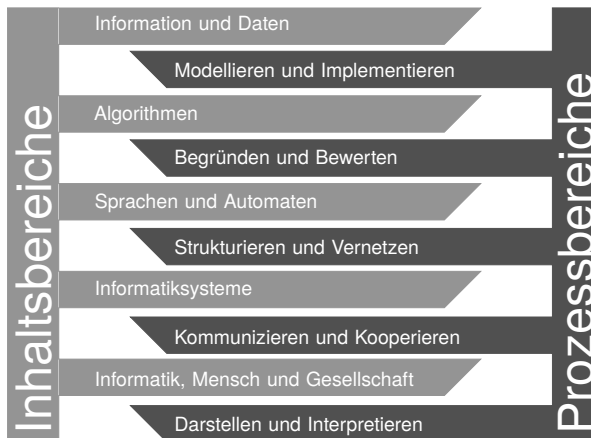 Inhaltsbereiche
Information und Daten
Modellieren und Implementieren
Algorithmen
Begründen und Bewerten
Sprachen und Automaten
Strukturieren und Vernetzen
Informatiksysteme
Kommunizieren und Kooperieren
Informatik, Mensch und Gesellschaft
Darstellen und Interpretieren
Prozessbereiche